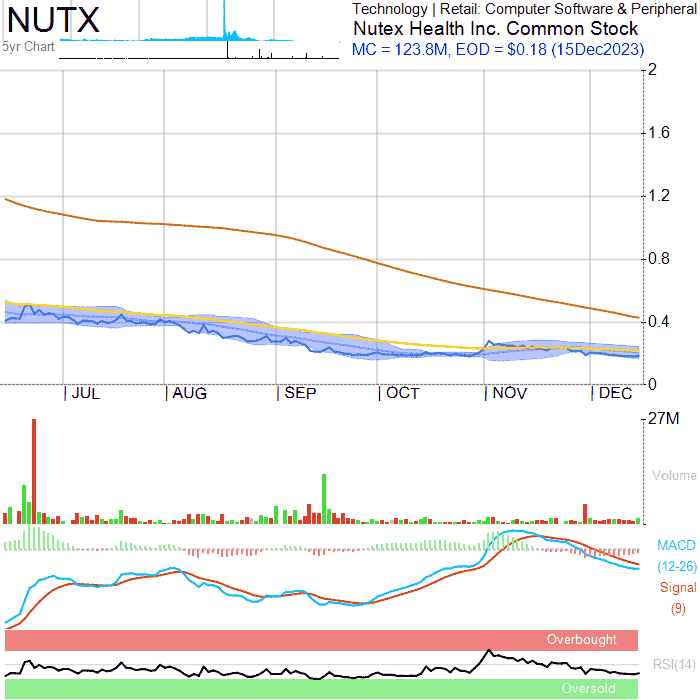 NUTX
5yr Chart
Technology | Retail: Computer Software & Peripheral
Nutex Health Inc. Common Stock
MC = 123.8M, EOD = $0.18 (15Dec2023)
2
1.6
1.2
0.8
0.4
0
JUL
AUG
SEP
OCT
NOV
DEC
27M
Volume
MACD
(12-26)
Signal
(9)
Overbought
RSI(14)
Oversold